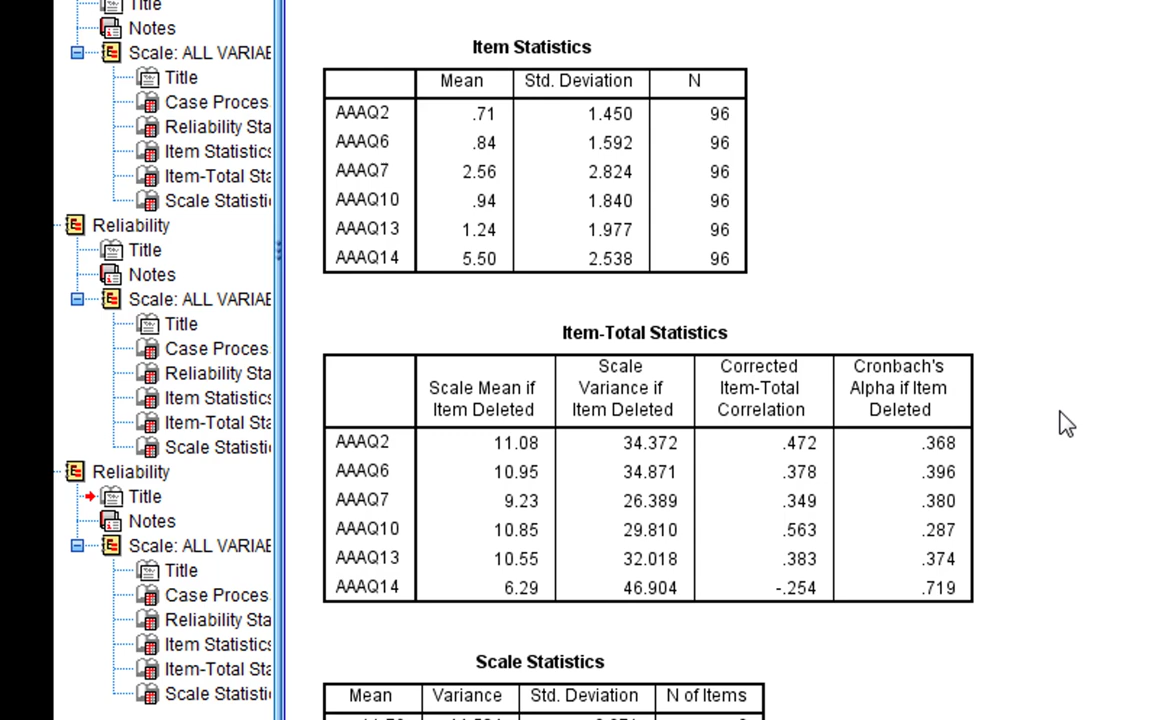 Title
Notes
Scale: ALL VARIAB
Title
Case Proces
Reliability Sta
Item Statistics
Item-Total Sta
Scale Statisti
Reliability
Title
Notes
Scale: ALL VARIAB
Title
Case Proces
Reliability Sta
Item Statistics
Item-Total Sta
Scale Statisti
Reliability
Title
Notes
Scale: ALL VARIAB
Title
Case Proces
Reliability Sta
Item Statistics
Item-Total Sta
Scale Statisti
Item Statistics
Mean Std. Deviation N
AAAQ2 .71 1.450 96
AAAQ6 .84 1.592 96
AAAQ7 2.56 2.824 96
AAAQ10 .94 1.840 96
AAAQ13 1.24 1.977 96
AAAQ14 5.50 2.538 96
Item-Total Statistics
Scale Mean if Item Deleted Scale Variance if Item Deleted Corrected Item-Total Correlation Cronbach's Alpha if Item Deleted
AAAQ2 11.08 34.372 .472 .368
AAAQ6 10.95 34.871 .378 .396
AAAQ7 9.23 26.389 .349 .380
AAAQ10 10.85 29.810 .563 .287
AAAQ13 10.55 32.018 .383 .374
AAAQ14 6.29 46.904 -.254 .719
Scale Statistics
Mean Variance Std. Deviation N of Items